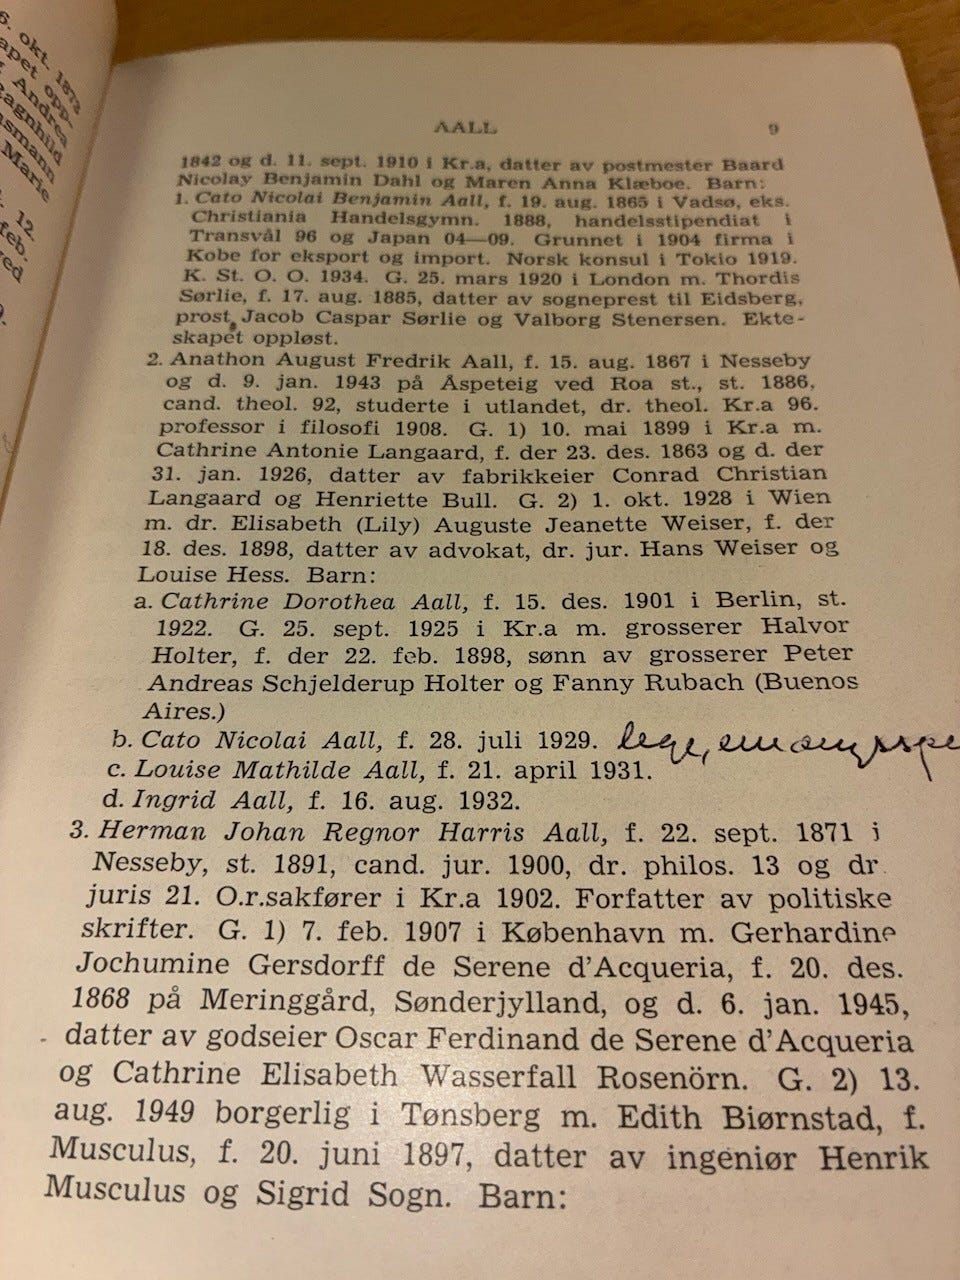 6. okt. 1873
apet opp-
Andrea
agnhild
smann
Marie
12
feb.
ved
9.
AALL 9
1842 og d. 11. sept. 1910 i Kr.a, datter av postmester Baard
Nicolay Benjamin Dahl og Maren Anna Klæboe. Barn:
1. Cato Nicolai Benjamin Aall, f. 19. aug. 1865 i Vadsø, eks.
Christiania Handelsgymn. 1888, handelsstipendiat i
Transvål 96 og Japan 04—09. Grunnet i 1904 firma i
Kobe for eksport og import. Norsk konsul i Tokio 1919.
K. St. O. O. 1934. G. 25. mars 1920 i London m. Thordis
Sørlie, f. 17. aug. 1885, datter av sogneprest til Eidsberg,
prost Jacob Caspar Sørlie og Valborg Stenersen. Ekte-
skapet oppløst.
2. Anathon August Fredrik Aall, f. 15. aug. 1867 i Nesseby
og d. 9. jan. 1943 på Åspeteig ved Roa st., st. 1886,
cand. theol. 92, studerte i utlandet, dr. theol. Kr.a 96.
professor i filosofi 1908. G. 1) 10. mai 1899 i Kr.a m.
Cathrine Antonie Langaard, f. der 23. des. 1863 og d. der
31. jan. 1926, datter av fabrikkeier Conrad Christian
Langaard og Henriette Bull. G. 2) 1. okt. 1928 i Wien
m. dr. Elisabeth (Lily) Auguste Jeanette Weiser, f. der
18. des. 1898, datter av advokat, dr. jur. Hans Weiser og
Louise Hess. Barn:
a. Cathrine Dorothea Aall, f. 15. des. 1901 i Berlin, st.
1922. G. 25. sept. 1925 i Kr.a m. grosserer Halvor
Holter, f. der 22. feb. 1898, sønn av grosserer Peter
Andreas Schjelderup Holter og Fanny Rubach (Buenos
Aires.)
b. Cato Nicolai Aall, f. 28. juli 1929. lege,
c. Louise Mathilde Aall, f. 21. april 1931.
d. Ingrid Aall, f. 16. aug. 1932.
3. Herman Johan Regnor Harris Aall, f. 22. sept. 1871 i
Nesseby, st. 1891, cand. jur. 1900, dr. philos. 13 og dr.
juris 21. O.r.sakfører i Kr.a 1902. Forfatter av politiske
skrifter. G. 1) 7. feb. 1907 i København m. Gerhardine
Jochumine Gersdorff de Serene d'Acqueria, f. 20. des.
1868 på Meringgård, Sønderjylland, og d. 6. jan. 1945,
datter av godseier Oscar Ferdinand de Serene d'Acqueria
og Cathrine Elisabeth Wasserfall Rosenörn. G. 2) 13.
aug. 1949 borgerlig i Tønsberg m. Edith Biørnstad, f.
Musculus, f. 20. juni 1897, datter av ingeniør Henrik
Musculus og Sigrid Sogn. Barn: